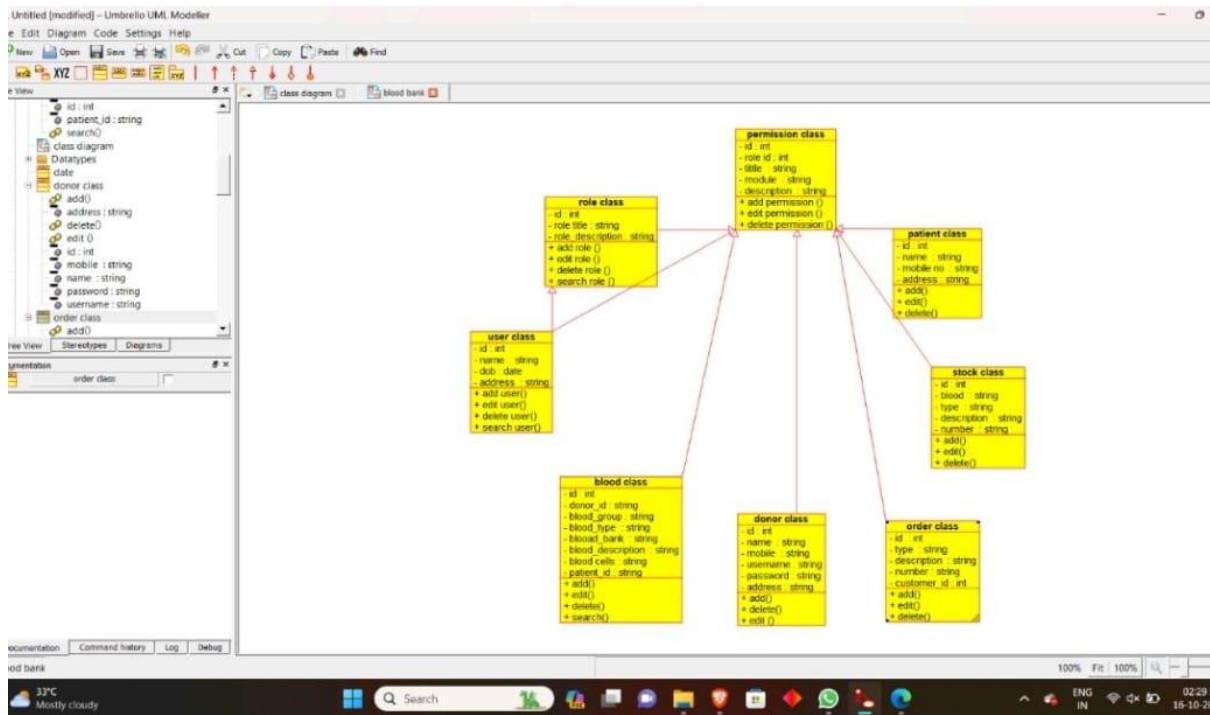 Untitled [modified] – Umbrello UML Modeller
e Edit Diagram Code Settings Help
New Open Save Cut Copy Paste Find
XYZ
ee View
id : int
patient_id : string
search()
class diagram
Datatypes
date
donor class
add()
address : string
delete()
edit ()
id : int
mobile : string
name : string
password : string
username : string
order class
add()
ree View Stereotypes Diagrams
umentation
order class
ocumentation Command history Log Debug
ood bank
class diagram blood bank
permission class
- id : int
- role id : int
- tittle : string
- module : string
- description : string
+ add permission ()
+ edit permission ()
+ delete permission ()
role class
- id : int
- role title : string
- role_description : string
+ add role ()
+ edit role ()
+ delete role ()
+ search role ()
patient class
- id : int
- name : string
- mobile no : string
- address : string
+ add()
+ edit()
+ delete()
user class
- id : int
- name : string
- dob : date
- address : string
+ add user()
+ edit user()
+ delete user()
+ search user()
stock class
- id : int
- blood : string
- type : string
- description : string
- number : string
+ add()
+ edit()
+ delete()
blood class
- id : int
- donor_id : string
- blood_group : string
- blood_type : string
- blooad_bank : string
- blood_description : string
- blood cells : string
- patient_id : string
+ add()
+ edit()
+ delete()
+ search()
donor class
- id : int
- name : string
- mobile : string
- username : string
- password : string
- address : string
+ add()
+ delete()
+ edit ()
order class
- id : int
- type : string
- description : string
- number : string
- customer_id : int
+ add()
+ edit()
+ delete()
100% Fit 100%
33°C
Mostly cloudy
Search
ENG
IN
02:29
16-10-20